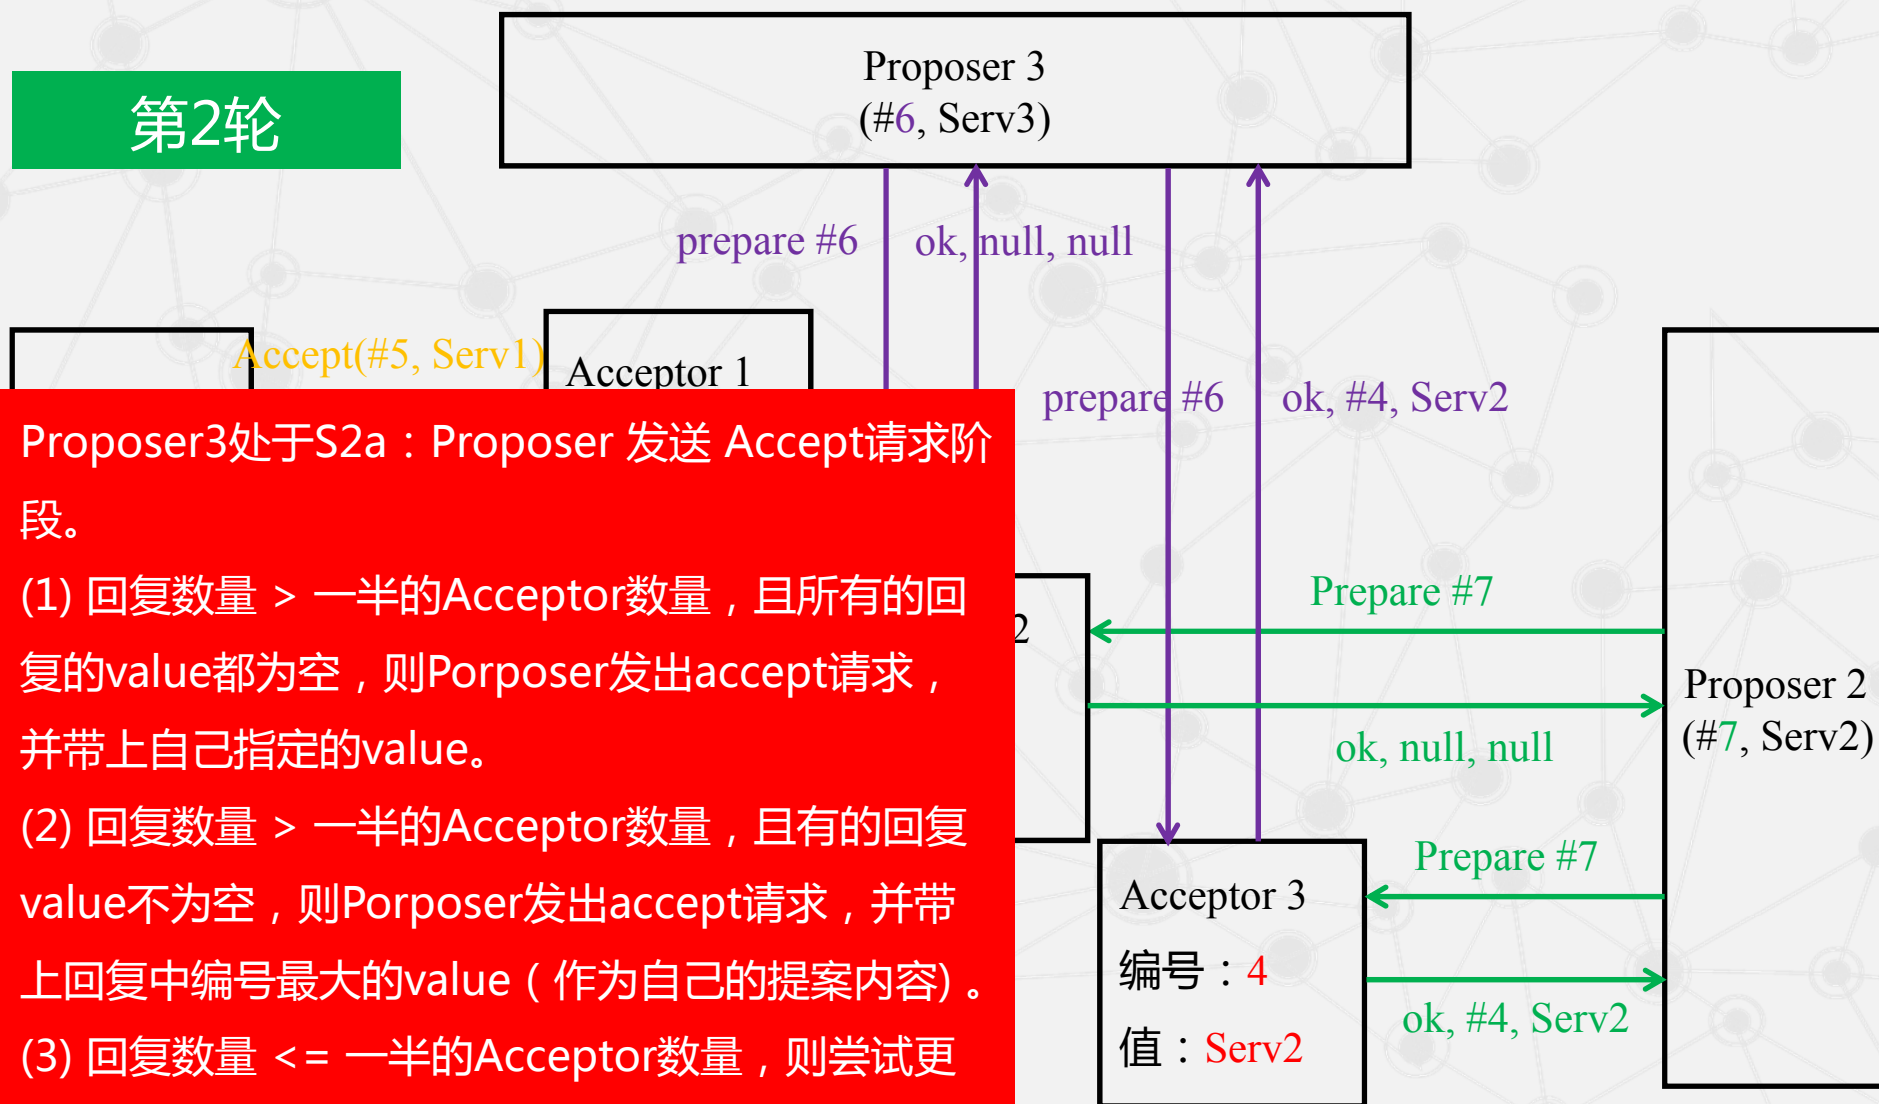 第2轮
Proposer 3
(#6, Serv3)
prepare #6
ok, null, null
Accept(#5, Serv1)
Acceptor 1
prepare #6
ok, #4, Serv2
Proposer3处于S2a：Proposer 发送 Accept请求阶
段。
(1) 回复数量 > 一半的Acceptor数量，且所有的回
复的value都为空，则Porposer发出accept请求，
并带上自己指定的value。
(2) 回复数量 > 一半的Acceptor数量，且有的回复
value不为空，则Porposer发出accept请求，并带
上回复中编号最大的value（作为自己的提案内容)。
(3) 回复数量 <= 一半的Acceptor数量，则尝试更
2
Prepare #7
ok, null, null
Proposer 2
(#7, Serv2)
Prepare #7
ok, #4, Serv2
Acceptor 3
编号：4
值：Serv2